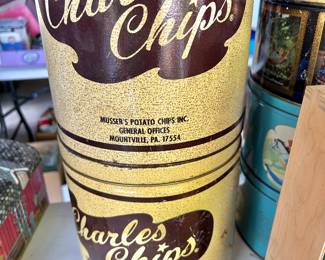 Charles
Chips®
MUSSER'S POTATO CHIPS INC.
GENERAL OFFICES
MOUNTVILLE, PA. 17554
Charles
Chips®